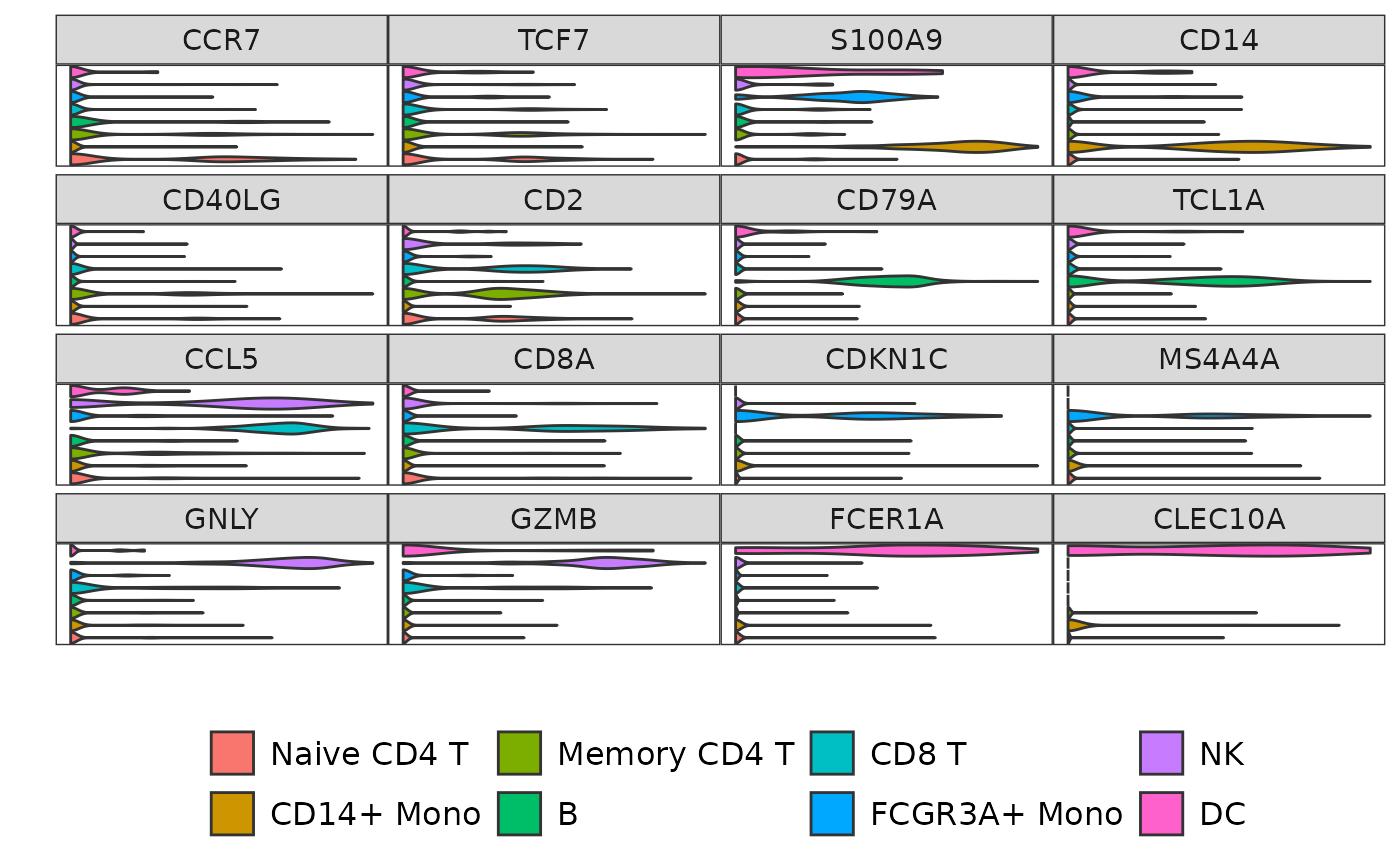 CCR7 TCF7 S100A9 CD14
CD40LG CD2 CD79A TCL1A
CCL5 CD8A CDKN1C MS4A4A
GNLY GZMB FCER1A CLEC10A
Naive CD4 T Memory CD4 T CD8 T NK
CD14+ Mono B FCGR3A+ Mono DC